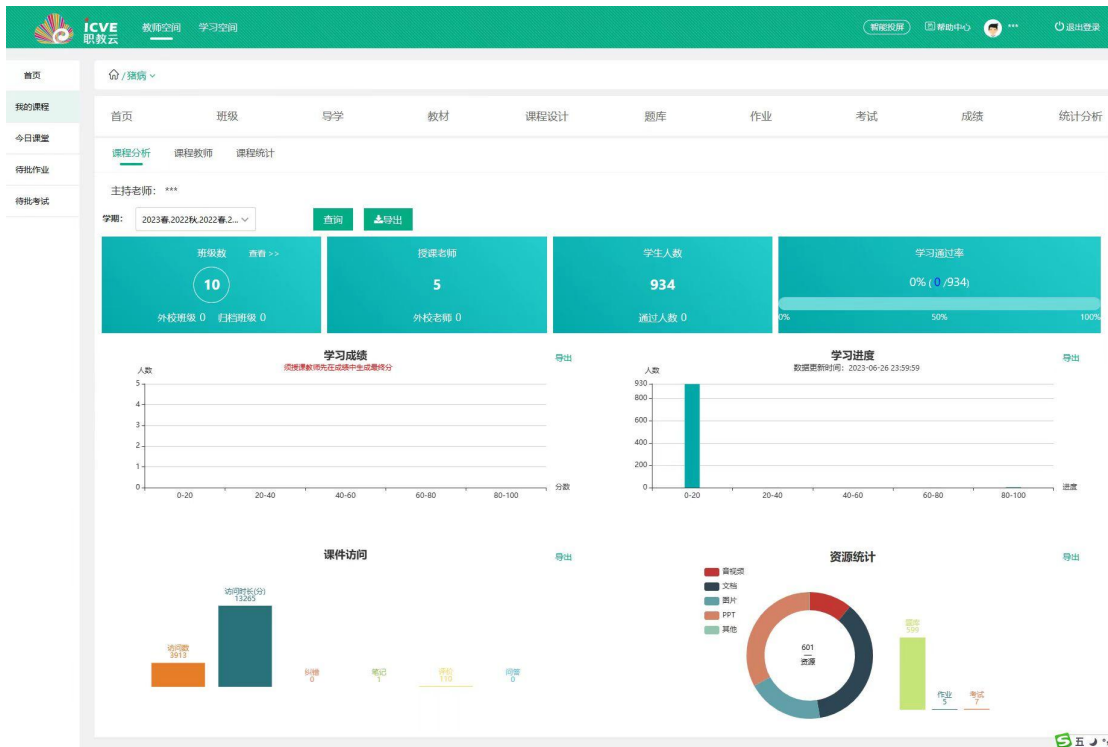 icve
职教云
教师空间 学习空间
智能投屏 帮助中心 *** 退出登录
首页
我的课程
今日课堂
待批作业
待批考试
/ 猪病
首页 班级 导学 教材 课程设计 题库 作业 考试 成绩 统计分析
课程分析 课程教师 课程统计
主持老师： ***
学期： 2023春,2022秋,2022春,2... 查询 导出
班级数 查看 >>
10
外校班级 0 归档班级 0
授课老师
5
外校老师 0
学生人数
934
通过人数 0
学习通过率
0% ( 0 /934)
0% 50% 100%
学习成绩 导出
须授课教师先在成绩中生成最终分
人数
5
4
3
2
1
0
0-20 20-40 40-60 60-80 80-100 分数
学习进度 导出
数据更新时间：2023-06-26 23:59:59
人数
930
800
600
400
200
0
0-20 20-40 40-60 60-80 80-100 进度
课件访问 导出
访问数
3913
访问时长(分)
13265
纠错
0
笔记
1
110
问答
0
资源统计 导出
音视频
文档
图片
PPT
其他
601
资源
题库
599
作业
5
考试
7
五